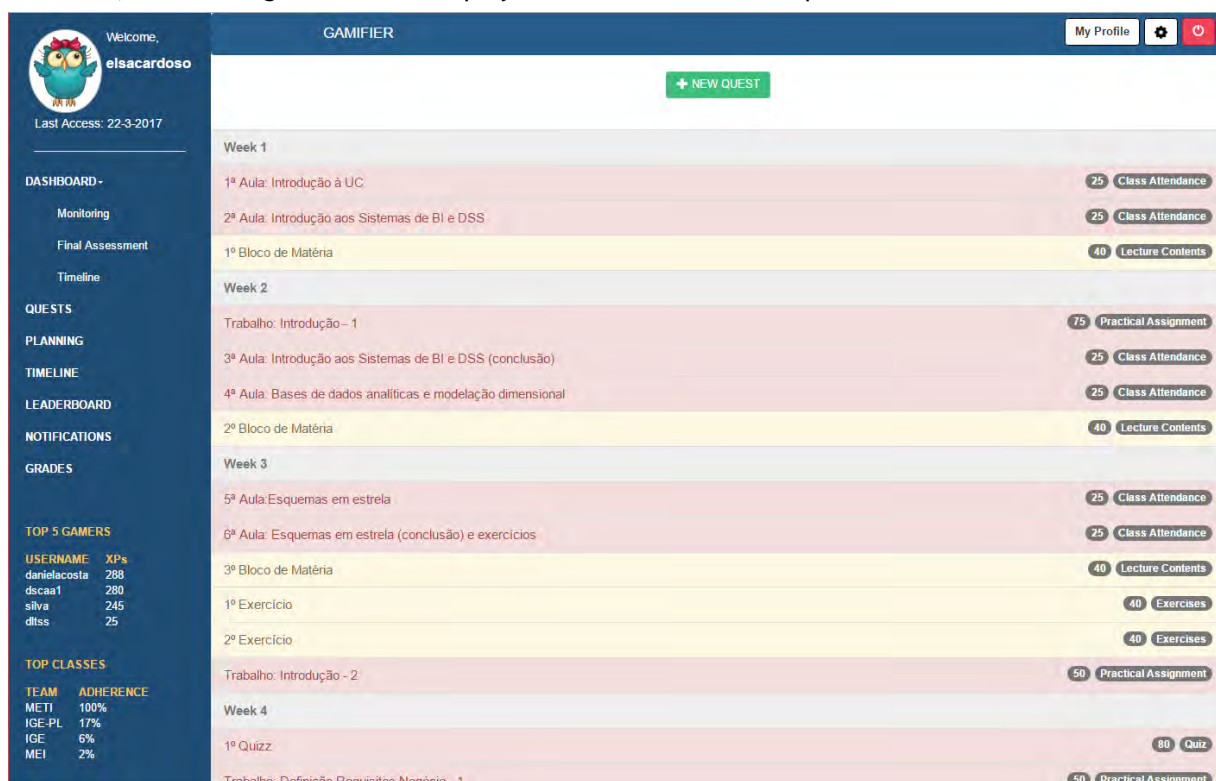 Welcome,
elsacardoso
Last Access: 22-3-2017
DASHBOARD
Monitoring
Final Assessment
Timeline
QUESTS
PLANNING
TIMELINE
LEADERBOARD
NOTIFICATIONS
GRADES
TOP 5 GAMERS
USERNAME XPs
danielacosta 288
dscaa1 280
silva 245
dltss 25
TOP CLASSES
TEAM ADHERENCE
METI 100%
IGE-PL 17%
IGE 6%
MEI 2%
GAMIFIER My Profile
+ NEW QUEST
Week 1
1ª Aula: Introdução à UC 25 Class Attendance
2ª Aula: Introdução aos Sistemas de BI e DSS 25 Class Attendance
1º Bloco de Matéria 40 Lecture Contents
Week 2
Trabalho: Introdução - 1 75 Practical Assignment
3ª Aula: Introdução aos Sistemas de BI e DSS (conclusão) 25 Class Attendance
4ª Aula: Bases de dados analíticas e modelação dimensional 25 Class Attendance
2º Bloco de Matéria 40 Lecture Contents
Week 3
5ª Aula:Esquemas em estrela 25 Class Attendance
6ª Aula: Esquemas em estrela (conclusão) e exercícios 25 Class Attendance
3º Bloco de Matéria 40 Lecture Contents
1º Exercício 40 Exercises
2º Exercício 40 Exercises
Trabalho: Introdução - 2 50 Practical Assignment
Week 4
1º Quizz 80 Quiz
Trabalho: Definição Requisitos Negócio - 1 50 Practical Assignment